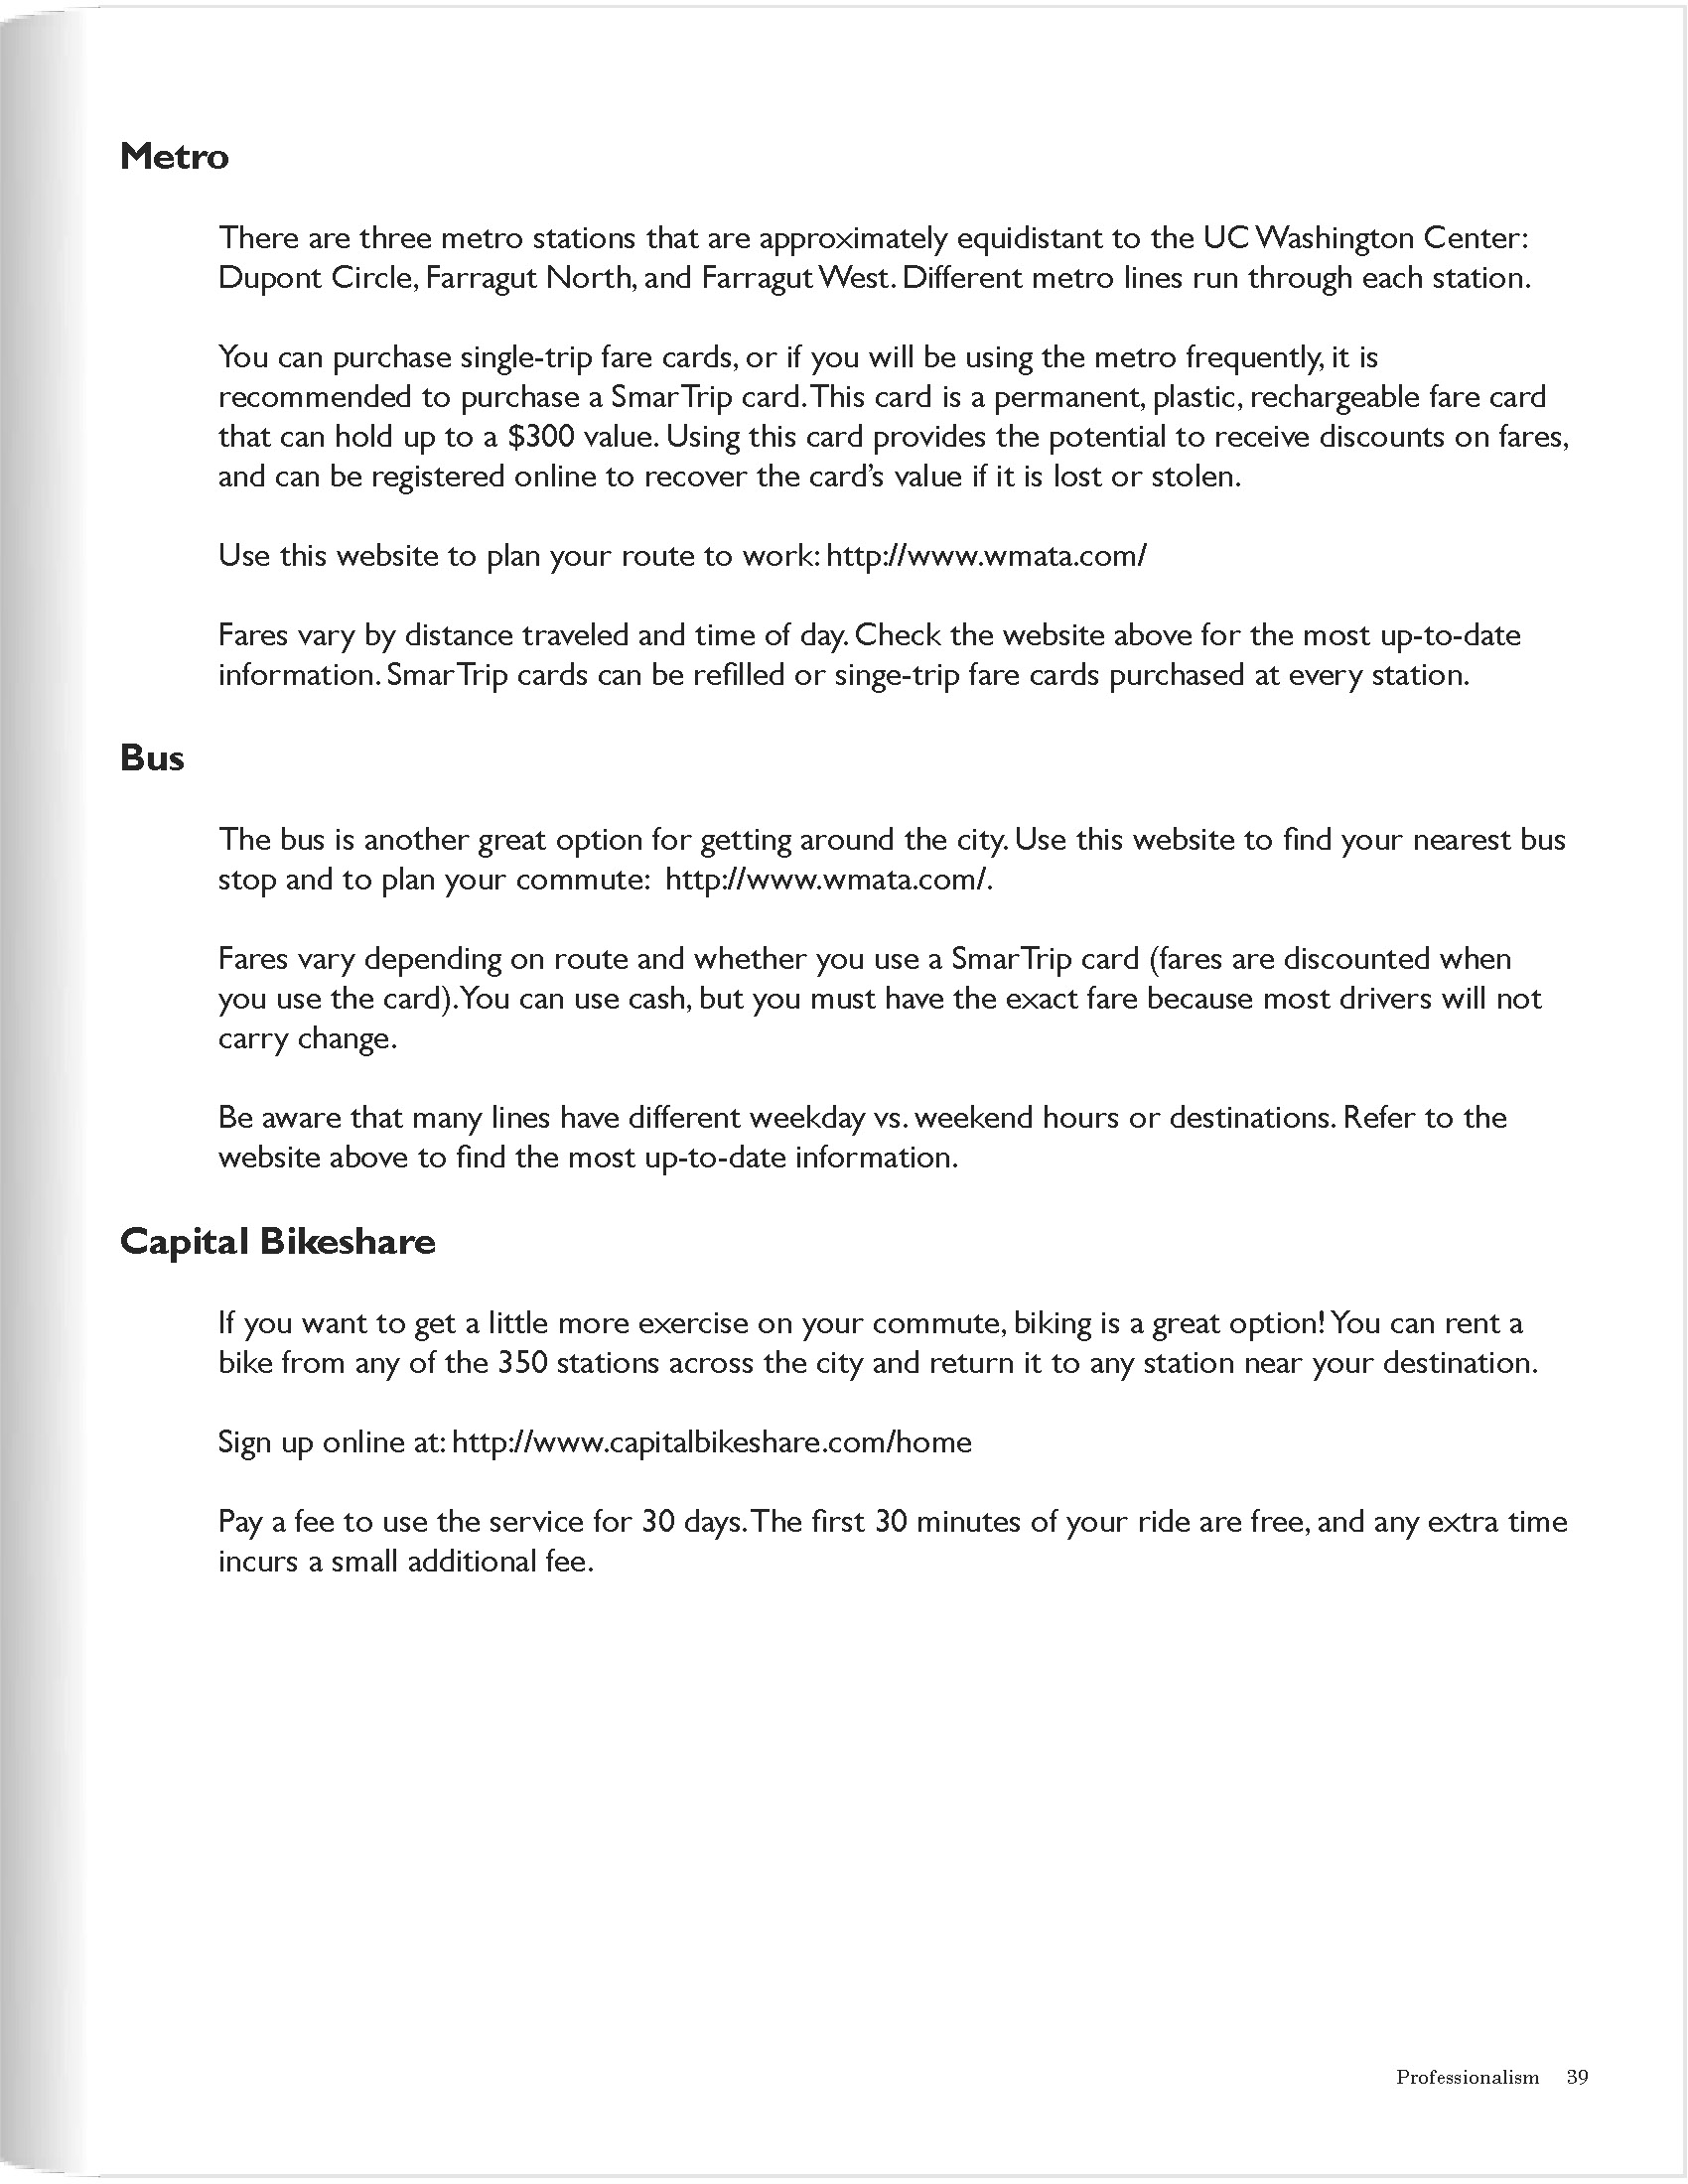 Metro
There are three metro stations that are approximately equidistant to the UC Washington Center:
Dupont Circle, Farragut North, and Farragut West. Different metro lines run through each station.
You can purchase single-trip fare cards, or if you will be using the metro frequently, it is
recommended to purchase a SmarTrip card. This card is a permanent, plastic, rechargeable fare card
that can hold up to a $300 value. Using this card provides the potential to receive discounts on fares,
and can be registered online to recover the card’s value if it is lost or stolen.
Use this website to plan your route to work: http://www.wmata.com/
Fares vary by distance traveled and time of day. Check the website above for the most up-to-date
information. SmarTrip cards can be refilled or singe-trip fare cards purchased at every station.
Bus
The bus is another great option for getting around the city. Use this website to find your nearest bus
stop and to plan your commute:  http://www.wmata.com/.
Fares vary depending on route and whether you use a SmarTrip card (fares are discounted when
you use the card). You can use cash, but you must have the exact fare because most drivers will not
carry change.
Be aware that many lines have different weekday vs. weekend hours or destinations. Refer to the
website above to find the most up-to-date information.
Capital Bikeshare
If you want to get a little more exercise on your commute, biking is a great option! You can rent a
bike from any of the 350 stations across the city and return it to any station near your destination.
Sign up online at: http://www.capitalbikeshare.com/home
Pay a fee to use the service for 30 days. The first 30 minutes of your ride are free, and any extra time
incurs a small additional fee.
Professionalism 39